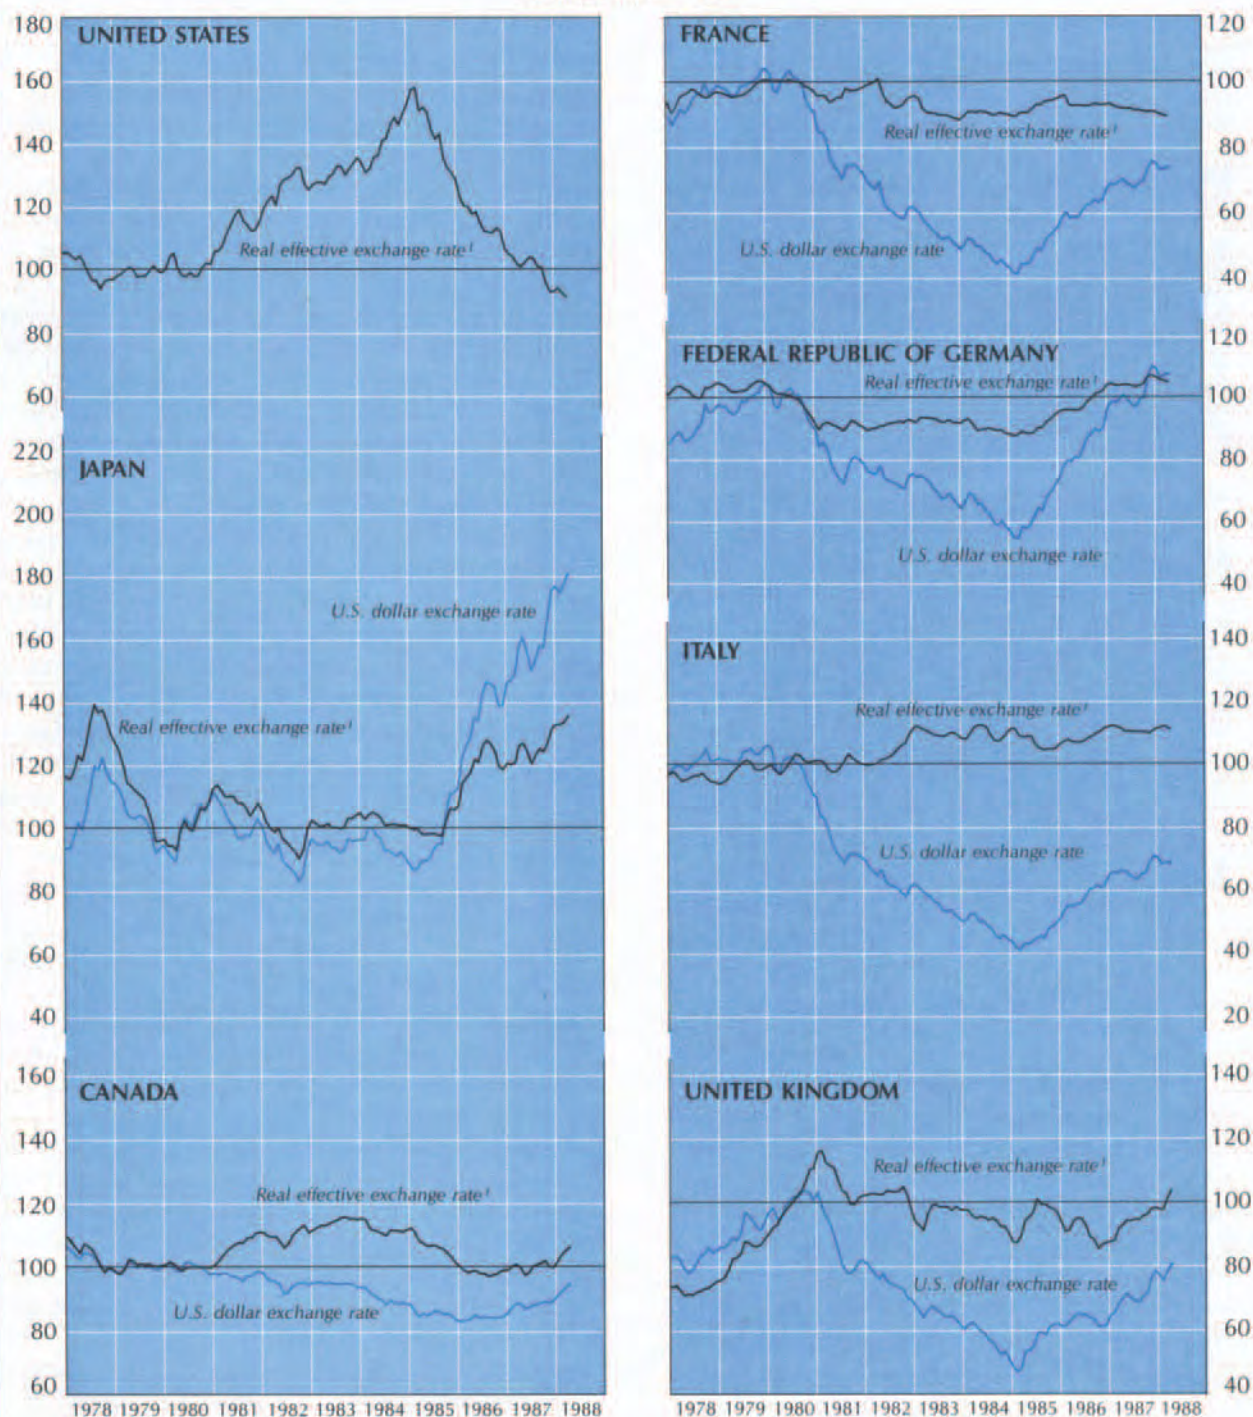 UNITED STATES
180
160
140
120
100
80
60
Real effective exchange rate¹
JAPAN
220
200
180
160
140
120
100
80
60
40
U.S. dollar exchange rate
Real effective exchange rate¹
CANADA
160
140
120
100
80
60
Real effective exchange rate¹
U.S. dollar exchange rate
1978 1979 1980 1981 1982 1983 1984 1985 1986 1987 1988
FRANCE
120
100
80
60
40
Real effective exchange rate¹
U.S. dollar exchange rate
FEDERAL REPUBLIC OF GERMANY
120
100
80
60
40
Real effective exchange rate¹
U.S. dollar exchange rate
ITALY
140
120
100
80
60
40
20
Real effective exchange rate¹
U.S. dollar exchange rate
UNITED KINGDOM
140
120
100
80
60
40
Real effective exchange rate¹
U.S. dollar exchange rate
1978 1979 1980 1981 1982 1983 1984 1985 1986 1987 1988